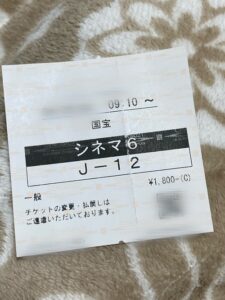 09:10 ～
国宝
シネマ6
J－12
一般
¥1,800-(C)
チケットの変更・払戻しは
ご遠慮いただいております。